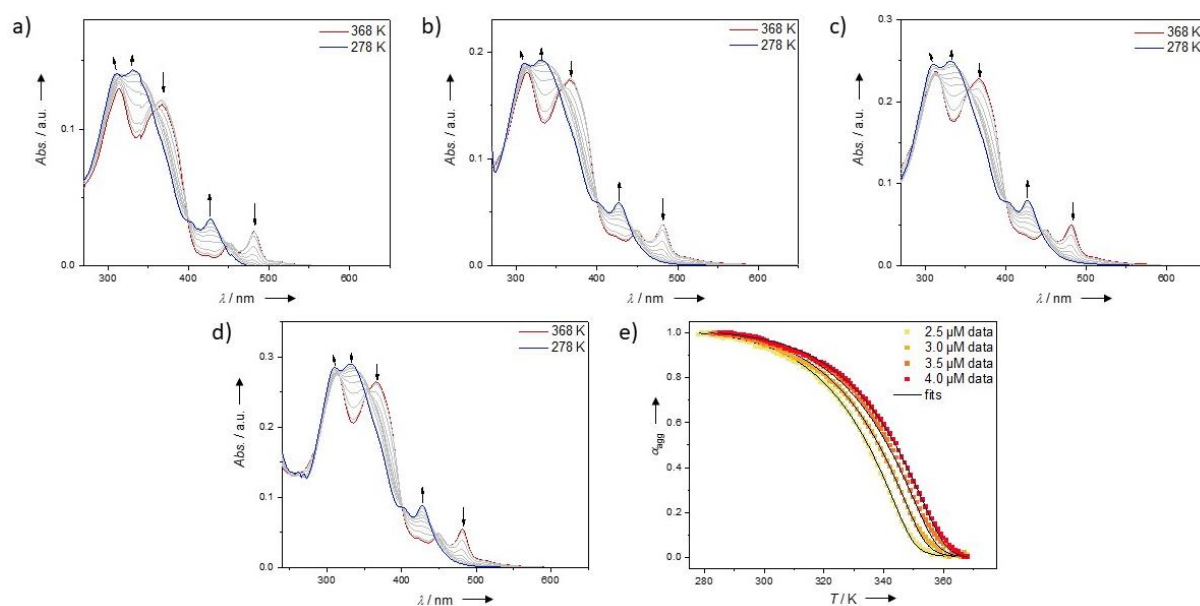 a)
368 K
278 K
0.1
0.0
Abs. / a.u.
300 400 500 600
λ / nm
b)
368 K
278 K
0.2
0.1
0.0
Abs. / a.u.
300 400 500 600
λ / nm
c)
368 K
278 K
0.3
0.2
0.1
0.0
Abs. / a.u.
300 400 500 600
λ / nm
d)
368 K
278 K
0.3
0.2
0.1
0.0
Abs. / a.u.
300 400 500 600
λ / nm
e)
2.5 µM data
3.0 µM data
3.5 µM data
4.0 µM data
fits
1.0
0.8
0.6
0.4
0.2
0.0
αagg
280 300 320 340 360
T / K